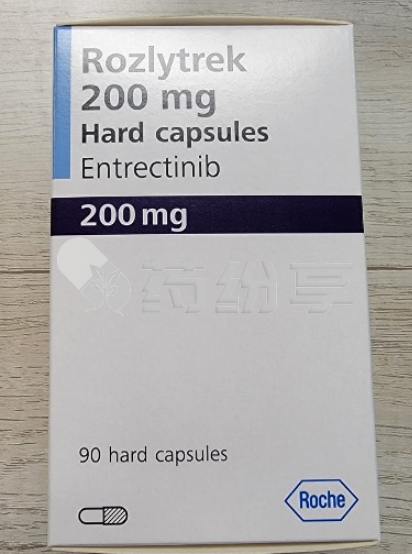 Rozlytrek
200 mg
Hard capsules
Entrectinib
200 mg
药纷享
90 hard capsules
Roche